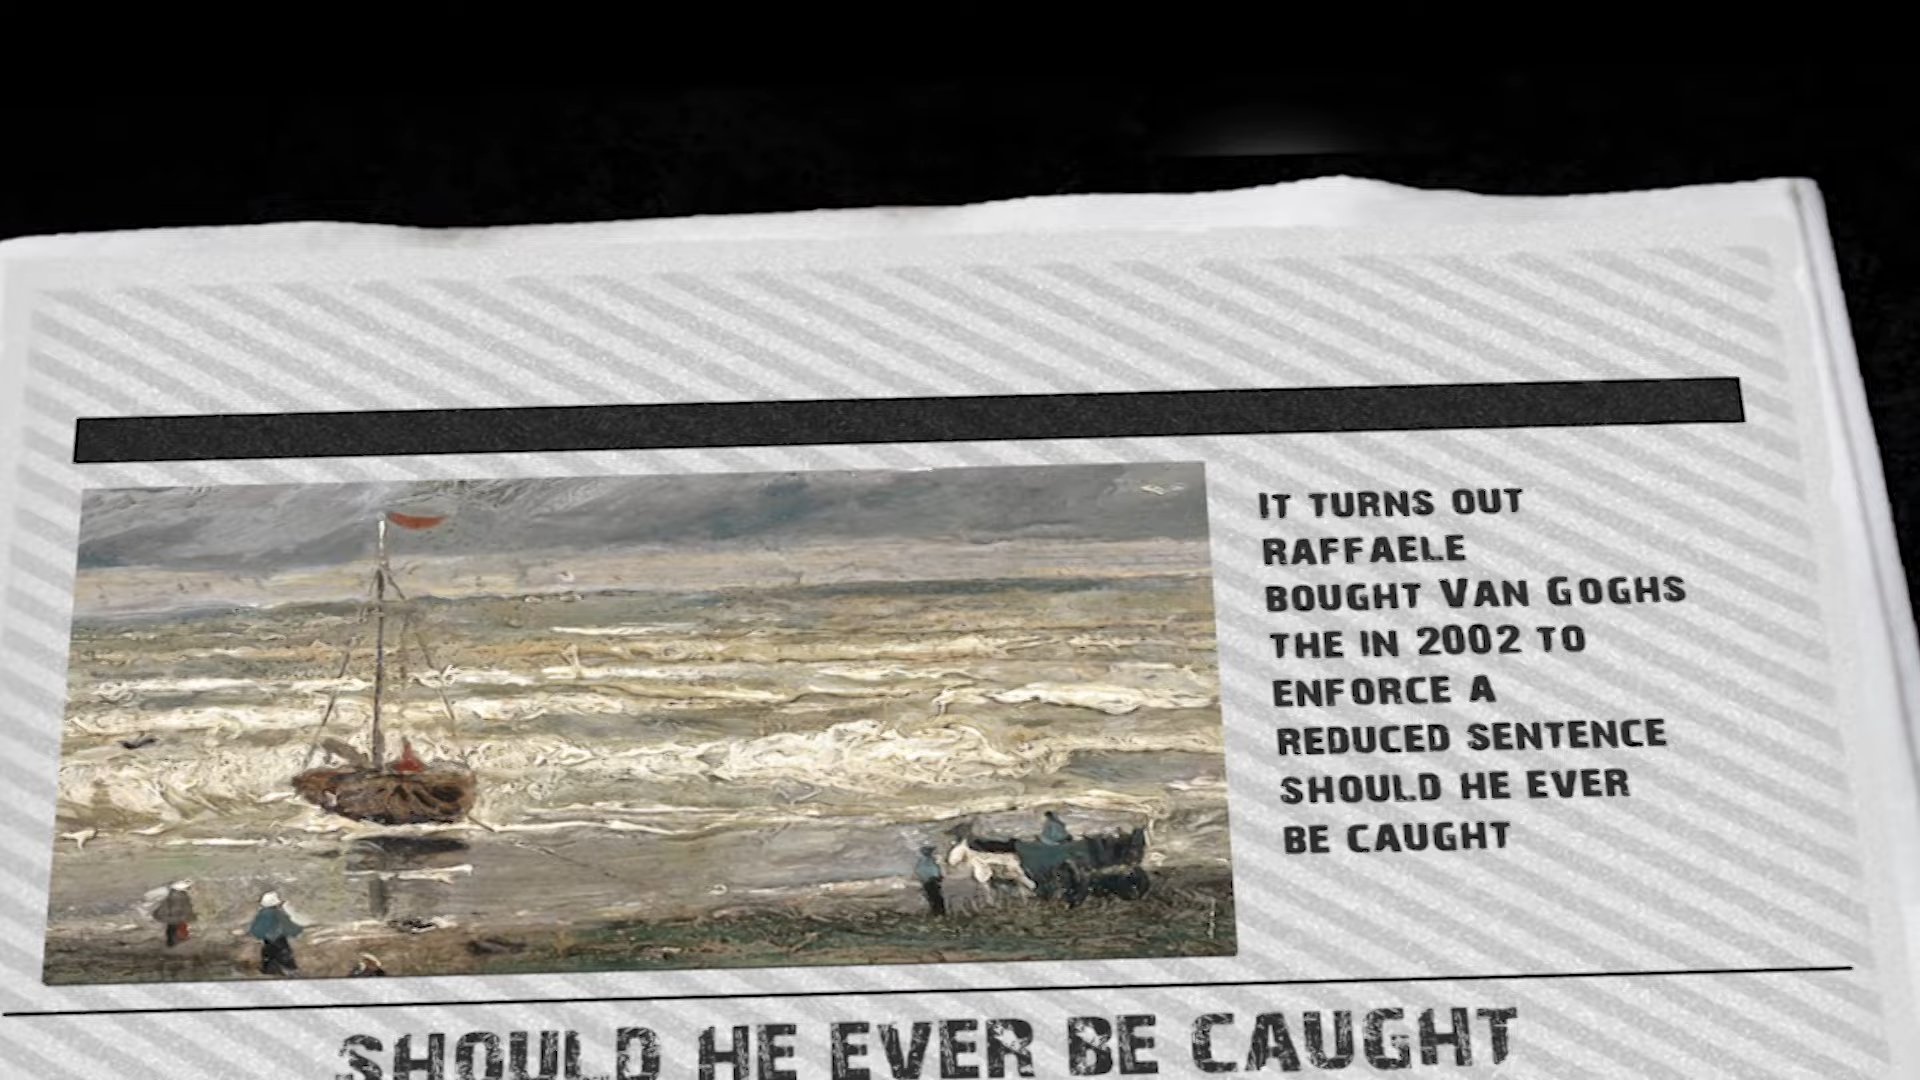 IT TURNS OUT
RAFFAELE
BOUGHT VAN GOGHS
THE IN 2002 TO
ENFORCE A
REDUCED SENTENCE
SHOULD HE EVER
BE CAUGHT
SHOULD HE EVER BE CAUGHT